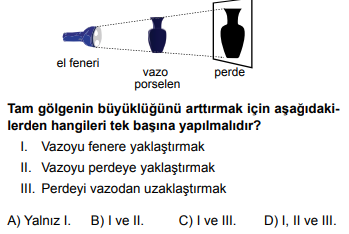 el feneri
vazo
porselen
perde
Tam gölgenin büyüklüğünü arttırmak için aşağıdaki-
lerden hangileri tek başına yapılmalıdır?
I. Vazoyu fenere yaklaştırmak
II. Vazoyu perdeye yaklaştırmak
III. Perdeyi vazodan uzaklaştırmak
A) Yalnız I. B) I ve II. C) I ve III. D) I, II ve III.